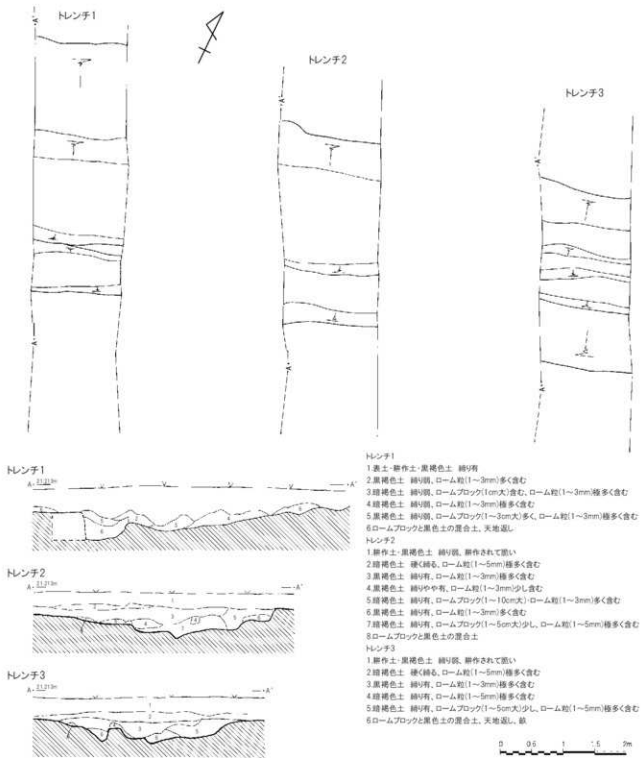 トレンチ1
トレンチ2
トレンチ3
トレンチ1
A- 21.213m -A'
トレンチ2
A- 21.213m -A'
トレンチ3
A- 21.213m -A'
トレンチ1
1.表土・耕作土・黒褐色土 締り有
2.黒褐色土 締り弱、ローム粒(1～3mm)多く含む
3.暗褐色土 締り弱、ロームブロック(1cm大)含む、ローム粒(1～3mm)極多く含む
4.暗褐色土 締り弱、ローム粒(1～3mm)極多く含む
5.黒褐色土 締り弱、ロームブロック(1～3cm大)多く、ローム粒(1～3mm)極多く含む
6.ロームブロックと黒色土の混合土、天地返し
トレンチ2
1.耕作土・黒褐色土 締り弱、耕作されて脆い
2.暗褐色土 硬く締る、ローム粒(1～5mm)極多く含む
3.黒褐色土 締り有、ローム粒(1～3mm)極多く含む
4.黒褐色土 締りやや有、ローム粒(1～3mm)少し含む
5.暗褐色土 締り有、ロームブロック(1～10cm大)・ローム粒(1～3mm)多く含む
6.黒褐色土 締り有、ローム粒(1～3mm)多く含む
7.暗褐色土 締り有、ロームブロック(1～5cm大)少し、ローム粒(1～5mm)極多く含む
8.ロームブロックと黒色土の混合土
トレンチ3
1.耕作土・黒褐色土 締り弱、耕作されて脆い
2.暗褐色土 硬く締る、ローム粒(1～5mm)極多く含む
3.黒褐色土 締り有、ローム粒(1～3mm)極多く含む
4.暗褐色土 締り有、ローム粒(1～5mm)極多く含む
5.暗褐色土 締り有、ロームブロック(1～5cm大)少し、ローム粒(1～5mm)極多く含む
6.ロームブロックと黒色土の混合土、天地返し、畝
0 0.5 1 1.5 2m